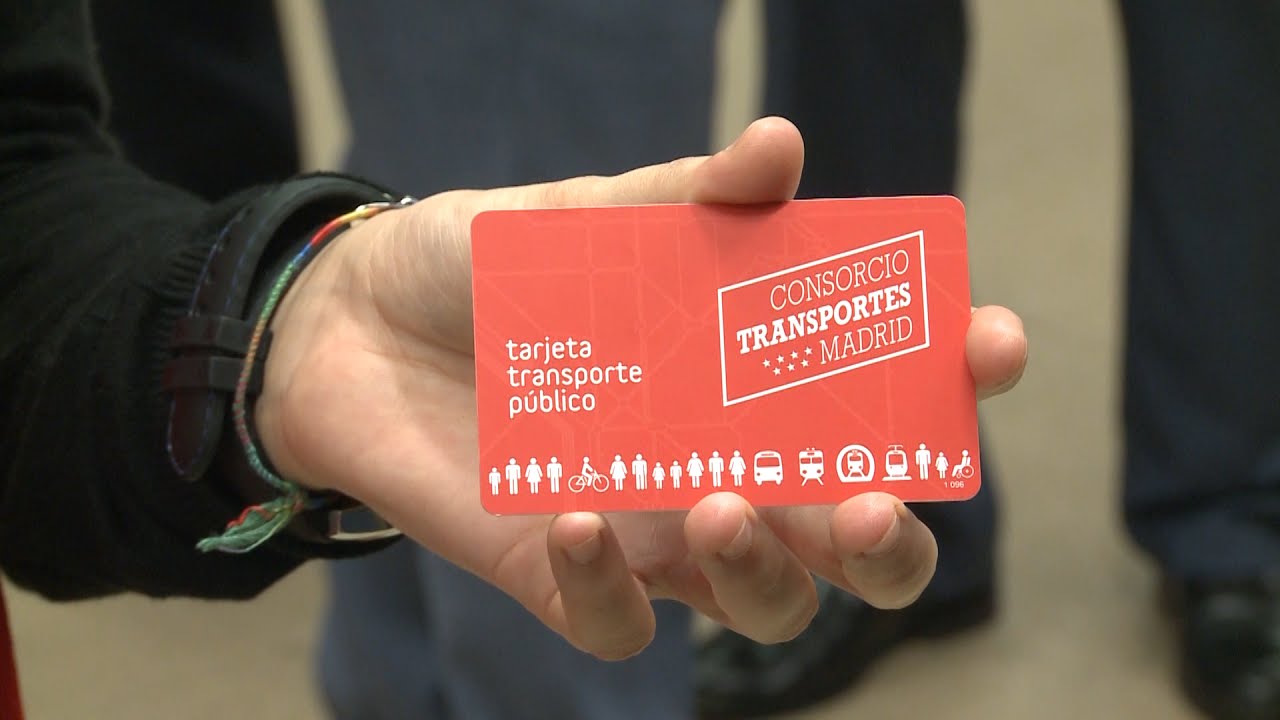 tarjeta
transporte
público
CONSORCIO
TRANSPORTES
MADRID
1 096